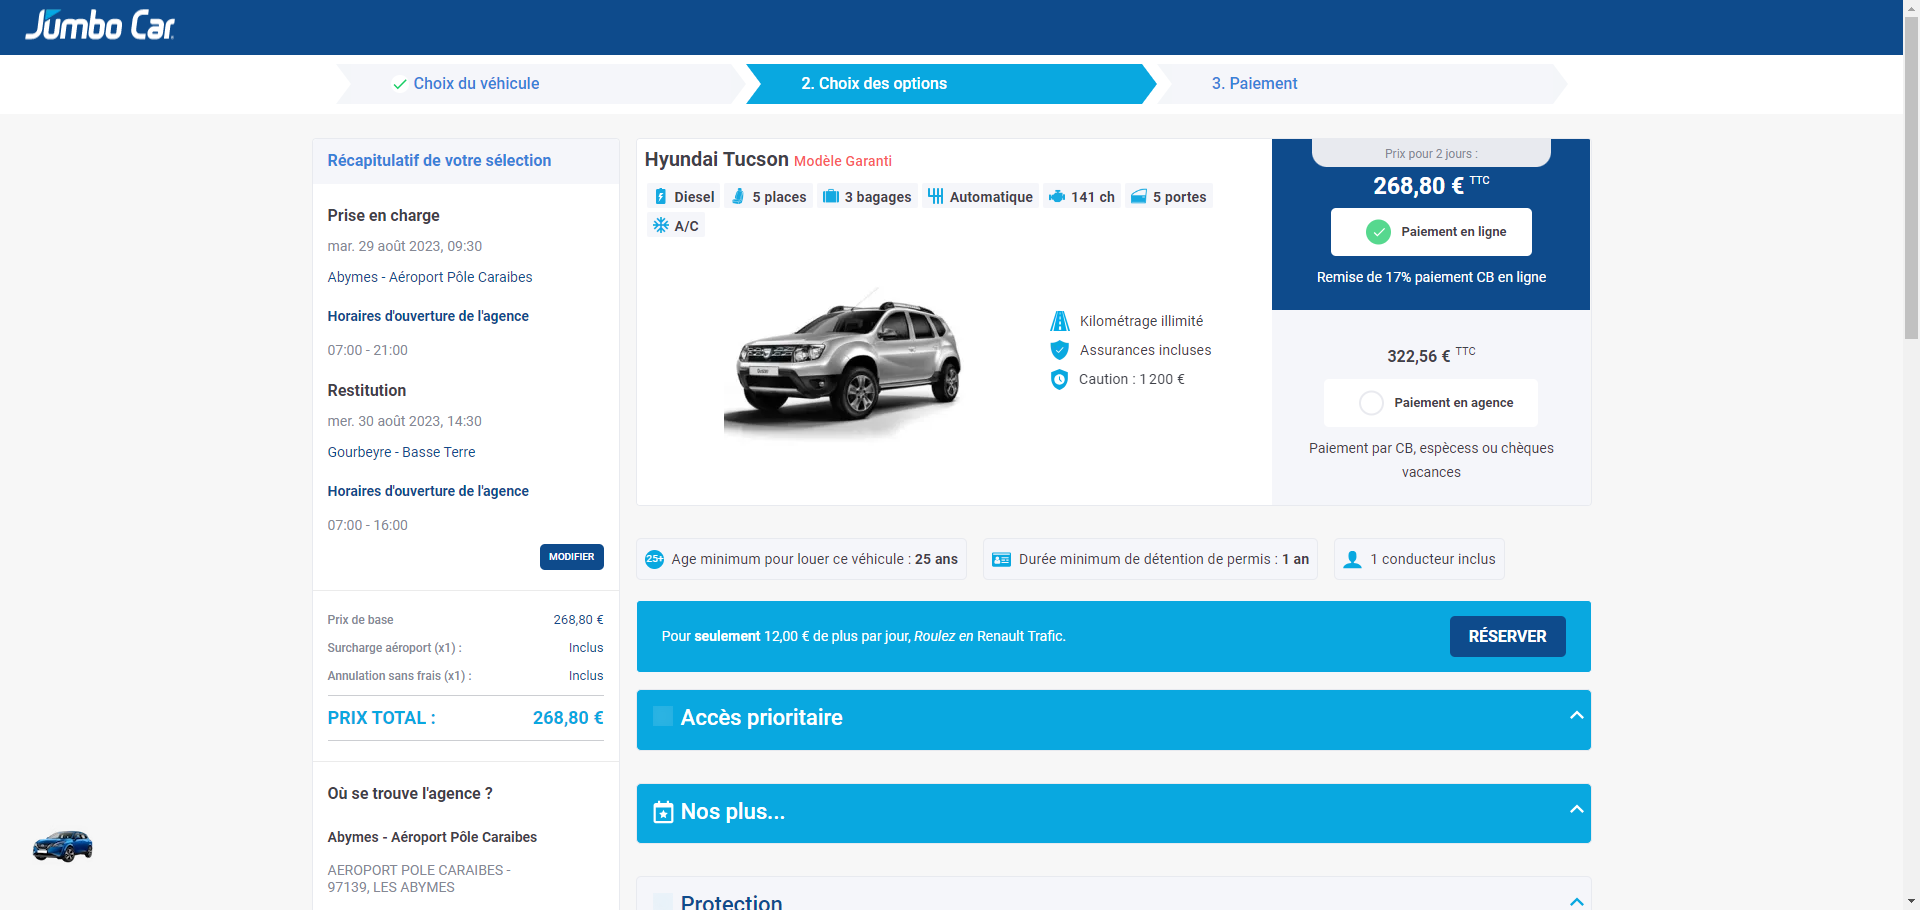 Jumbo Car
Choix du véhicule
2. Choix des options
3. Paiement
Récapitulatif de votre sélection
Prise en charge
mar. 29 août 2023, 09:30
Abymes - Aéroport Pôle Caraibes
Horaires d'ouverture de l'agence
07:00 - 21:00
Restitution
mer. 30 août 2023, 14:30
Gourbeyre - Basse Terre
Horaires d'ouverture de l'agence
07:00 - 16:00
MODIFIER
Prix de base 268,80 €
Surcharge aéroport (x1) : Inclus
Annulation sans frais (x1) : Inclus
PRIX TOTAL : 268,80 €
Où se trouve l'agence ?
Abymes - Aéroport Pôle Caraibes
AEROPORT POLE CARAIBES -
97139, LES ABYMES
Hyundai Tucson Modèle Garanti
Diesel 5 places 3 bagages Automatique 141 ch 5 portes
A/C
Kilométrage illimité
Assurances incluses
Caution : 1 200 €
Prix pour 2 jours :
268,80 € TTC
Paiement en ligne
Remise de 17% paiement CB en ligne
322,56 € TTC
Paiement en agence
Paiement par CB, espècess ou chèques
vacances
25+ Age minimum pour louer ce véhicule : 25 ans
Durée minimum de détention de permis : 1 an
1 conducteur inclus
Pour seulement 12,00 € de plus par jour, Roulez en Renault Trafic.
RÉSERVER
Accès prioritaire
Nos plus...
Protection